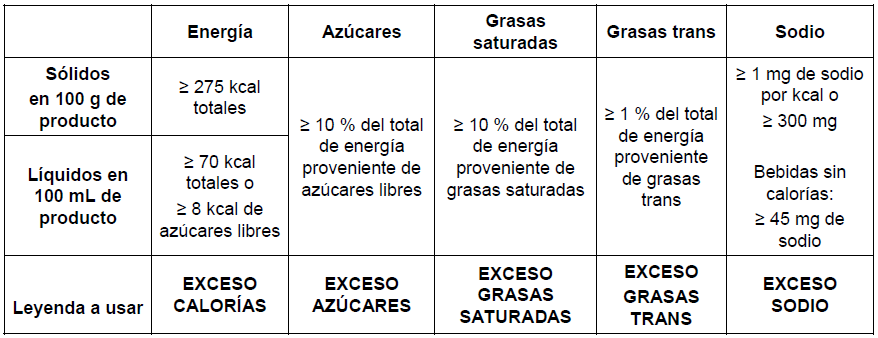 Energía
Azúcares
Grasas
saturadas
Grasas trans
Sodio
Sólidos
en 100 g de
producto
≥ 275 kcal
totales
≥ 10 % del total
de energía
proveniente de
azúcares libres
≥ 10 % del total
de energía
proveniente de
grasas saturadas
≥ 1 % del total
de energía
proveniente
de grasas
trans
≥ 1 mg de sodio
por kcal o
≥ 300 mg
Bebidas sin
calorías:
≥ 45 mg de
sodio
Líquidos en
100 mL de
producto
≥ 70 kcal
totales o
≥ 8 kcal de
azúcares libres
Leyenda a usar
EXCESO
CALORÍAS
EXCESO
AZÚCARES
EXCESO
GRASAS
SATURADAS
EXCESO
GRASAS
TRANS
EXCESO
SODIO